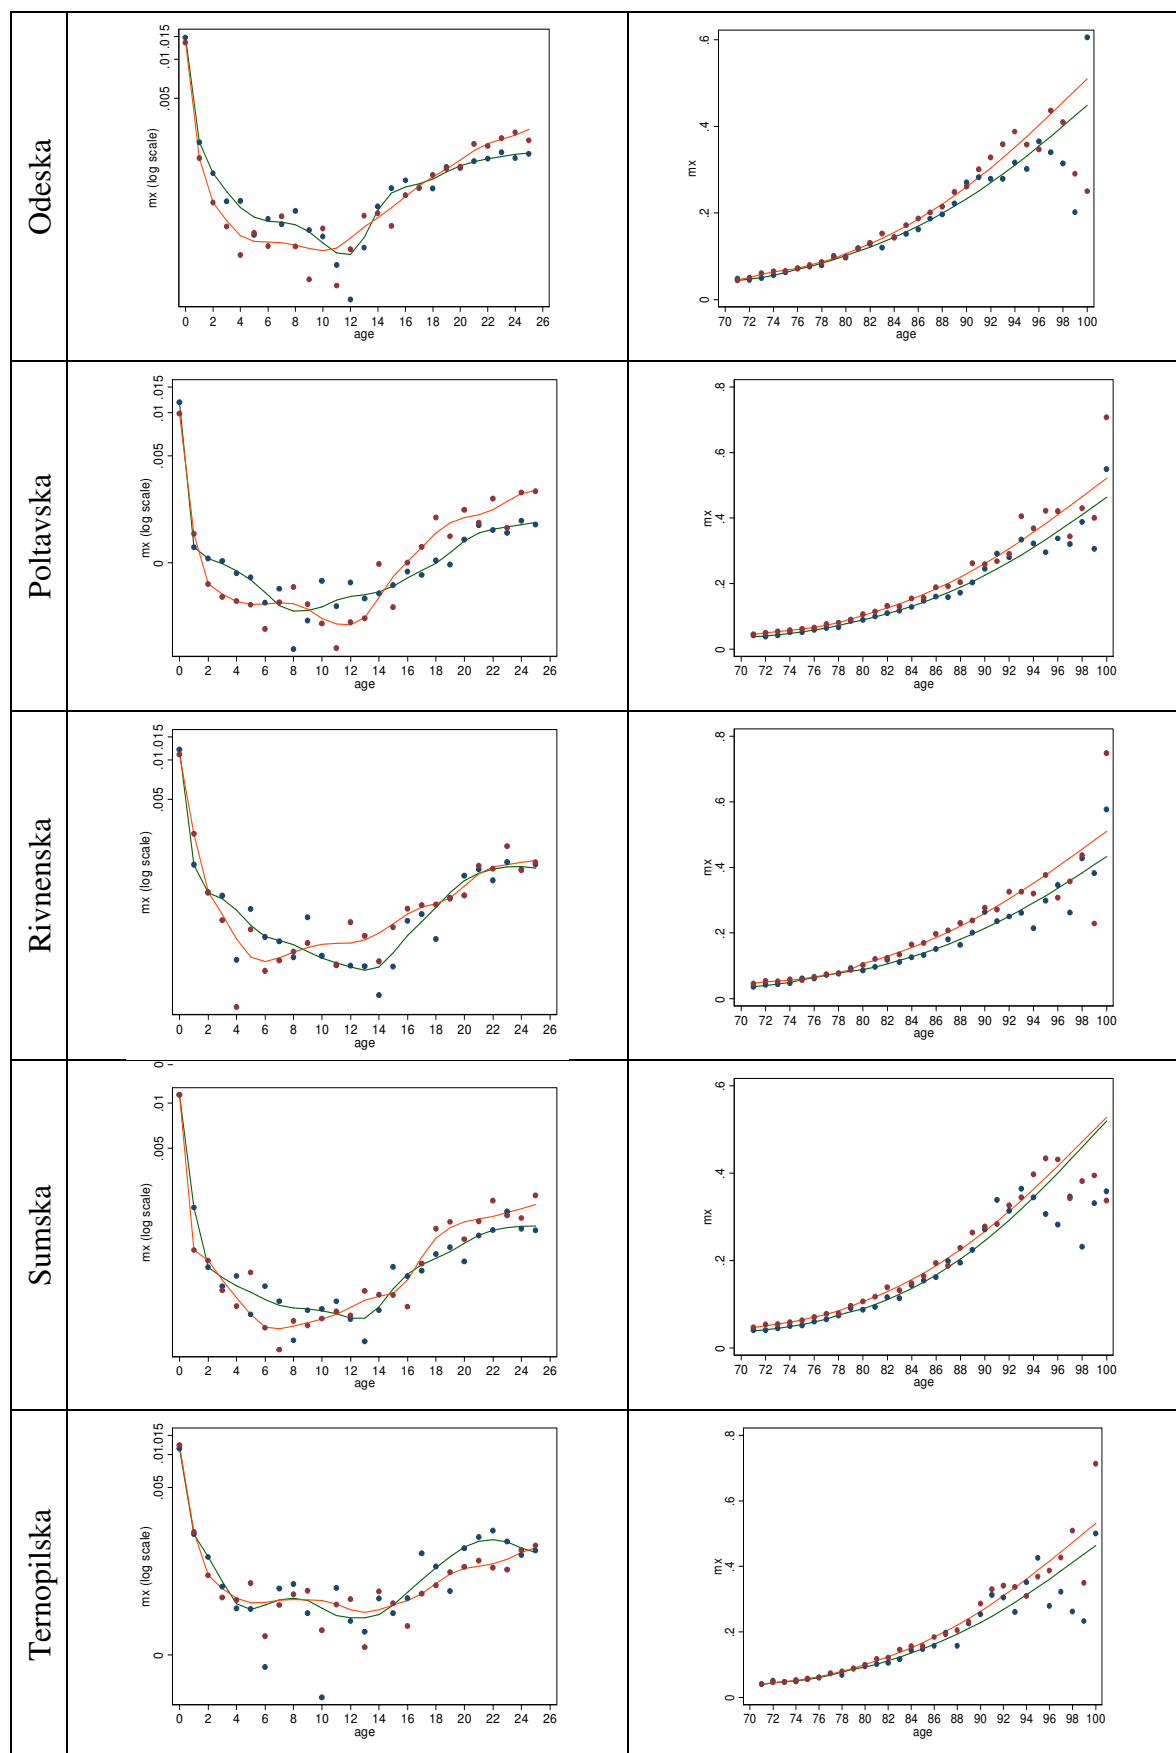 Odeska
mx (log scale)
.005 .01 .015
0 2 4 6 8 10 12 14 16 18 20 22 24 26
age
mx
0 .2 .4 .6
70 72 74 76 78 80 82 84 86 88 90 92 94 96 98 100
age
Poltavska
mx (log scale)
0 .005 .01 .015
0 2 4 6 8 10 12 14 16 18 20 22 24 26
age
mx
0 .2 .4 .6 .8
70 72 74 76 78 80 82 84 86 88 90 92 94 96 98 100
age
Rivnenska
mx (log scale)
.005 .01 .015
0 2 4 6 8 10 12 14 16 18 20 22 24 26
age
mx
0 .2 .4 .6 .8
70 72 74 76 78 80 82 84 86 88 90 92 94 96 98 100
age
Sumska
mx (log scale)
.005 .01 0
0 2 4 6 8 10 12 14 16 18 20 22 24 26
age
mx
0 .2 .4 .6
70 72 74 76 78 80 82 84 86 88 90 92 94 96 98 100
age
Ternopilska
mx (log scale)
0 .005 .01 .015
0 2 4 6 8 10 12 14 16 18 20 22 24 26
age
mx
0 .2 .4 .6 .8
70 72 74 76 78 80 82 84 86 88 90 92 94 96 98 100
age